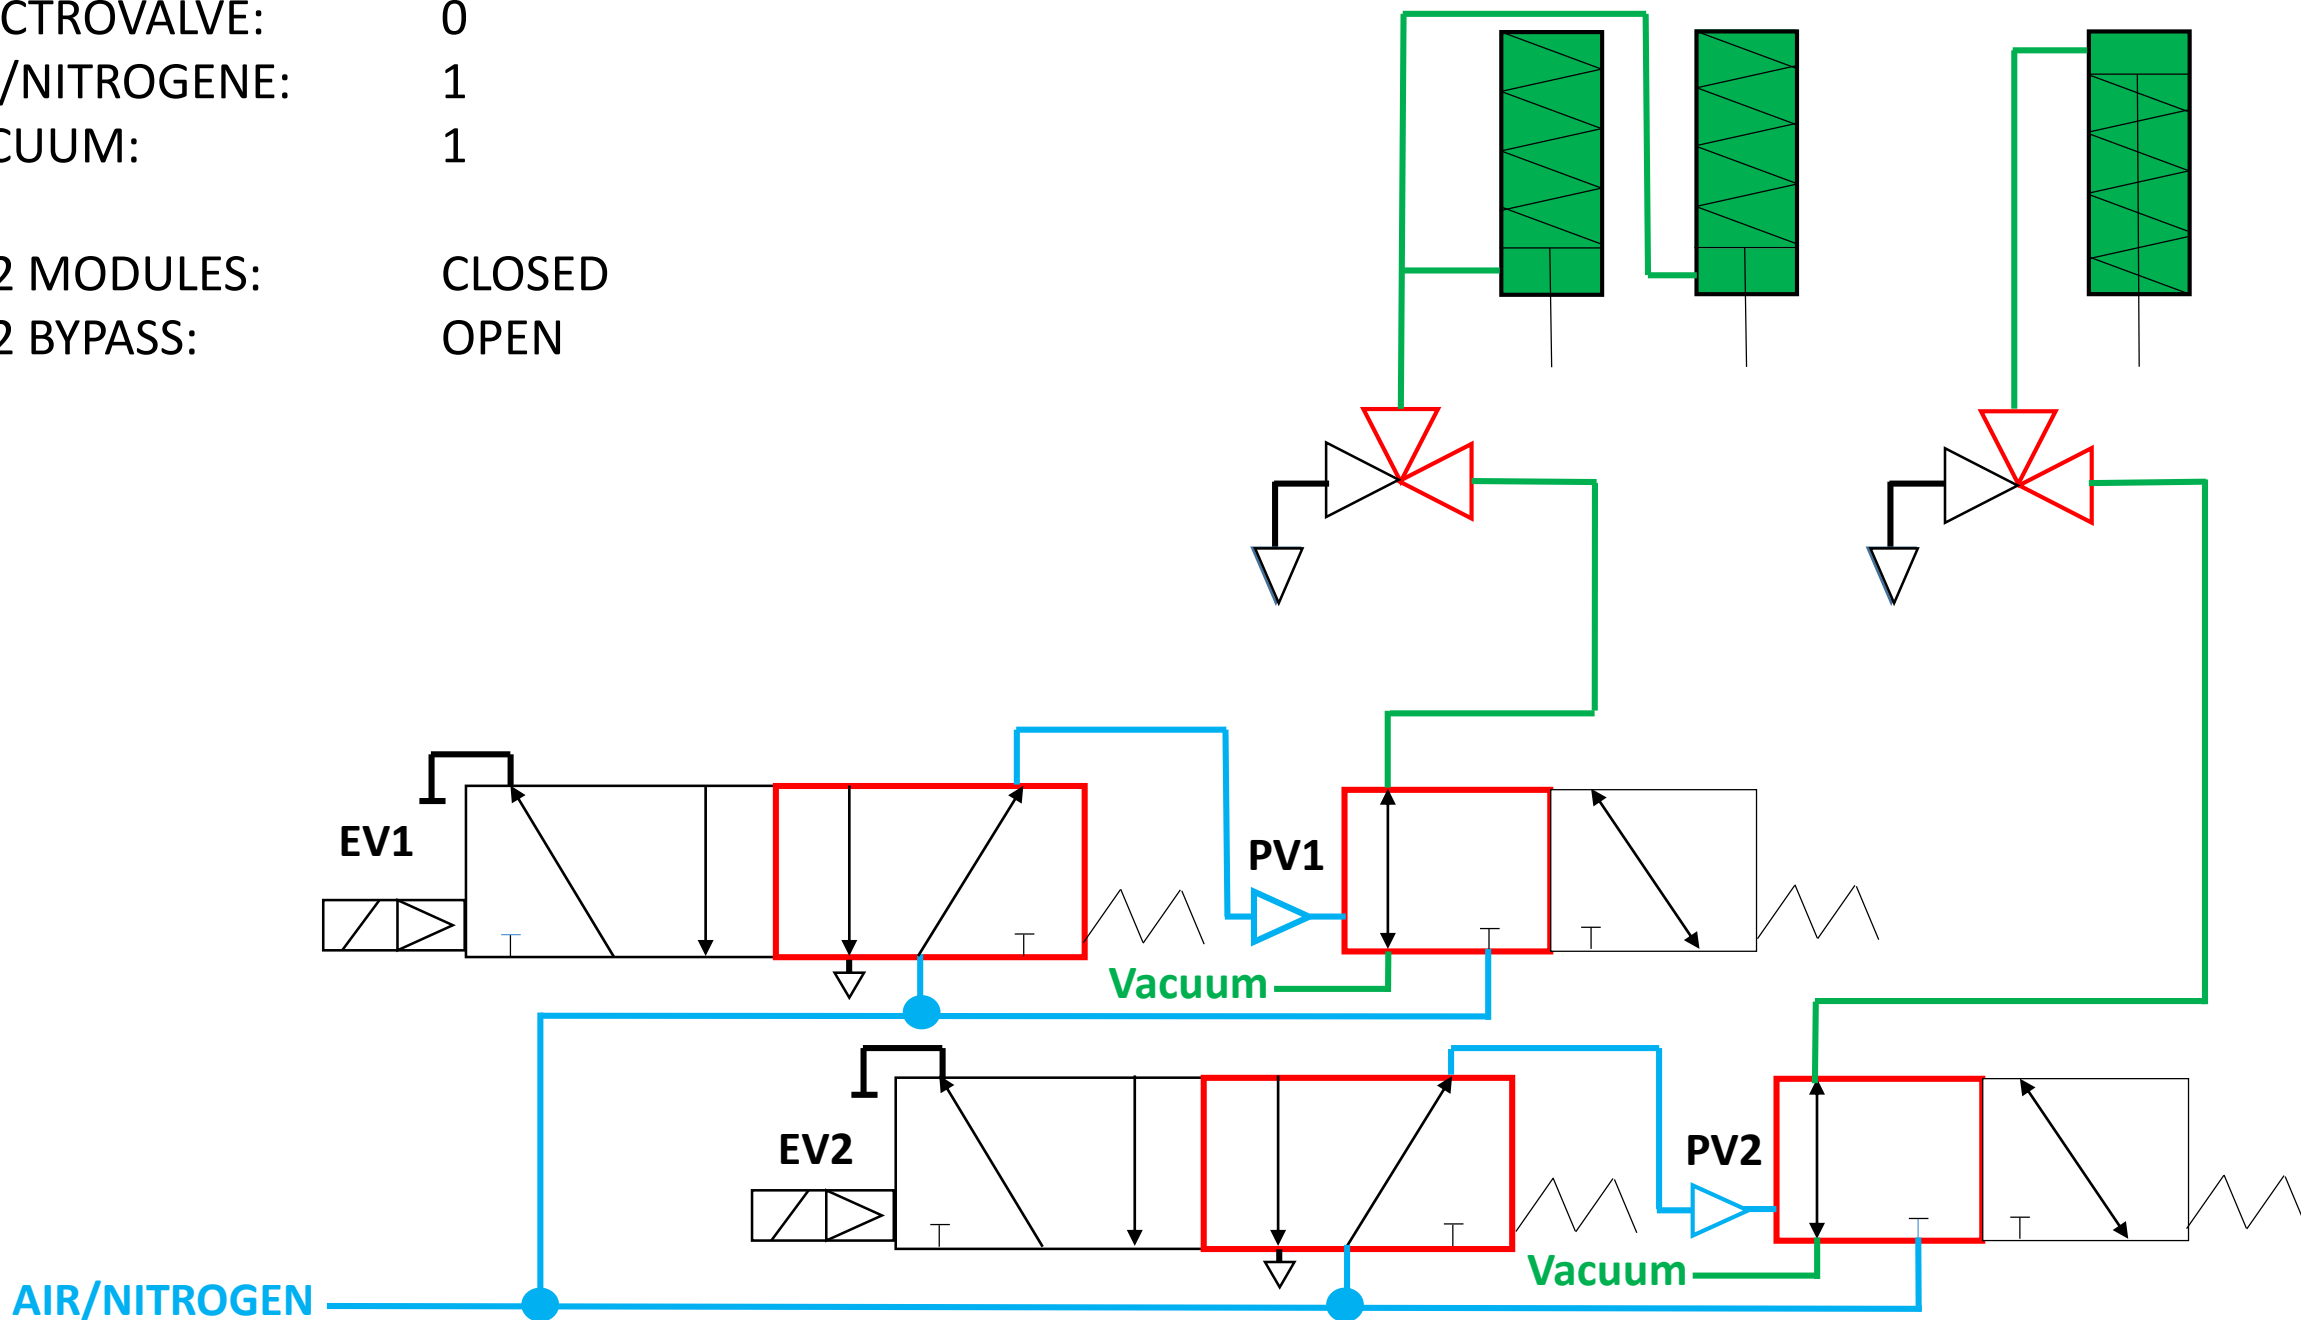 CTROVALVE: 0
/NITROGENE: 1
CUUM: 1
2 MODULES: CLOSED
2 BYPASS: OPEN
EV1
PV1
Vacuum
EV2
PV2
Vacuum
AIR/NITROGEN